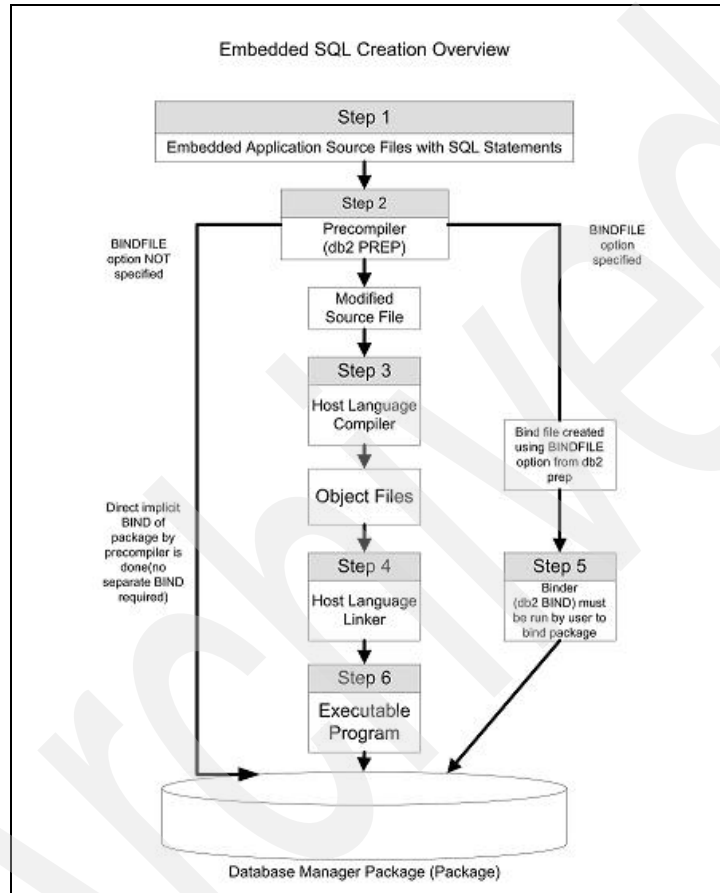 Embedded SQL Creation Overview
Step 1
Embedded Application Source Files with SQL Statements
Step 2
Precompiler
(db2 PREP)
BINDFILE
option NOT
specified
BINDFILE
option
specified
Modified
Source File
Step 3
Host Language
Compiler
Bind file created
using BINDFILE
option from db2
prep
Object Files
Direct implicit
BIND of
package by
precompiler is
done(no
separate BIND
required)
Step 4
Host Language
Linker
Step 5
Binder
(db2 BIND) must
be run by user to
bind package
Step 6
Executable
Program
Database Manager Package (Package)
Archived